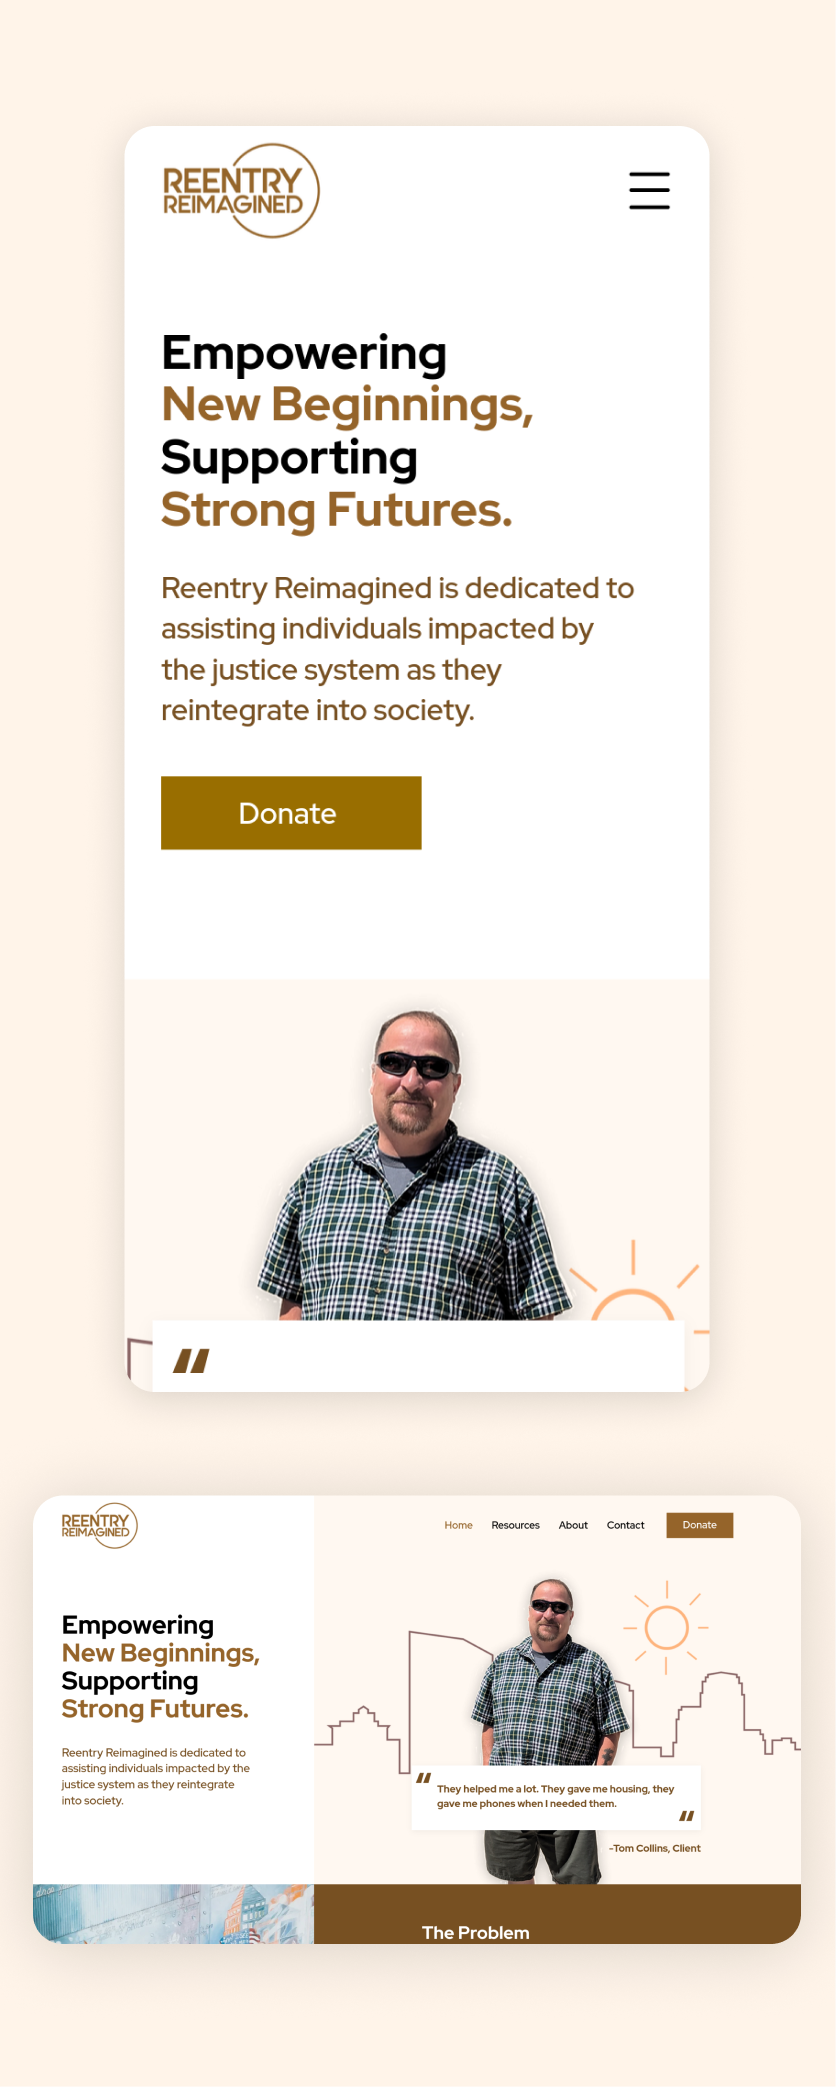 REENTRY
REIMAGINED
Empowering
New Beginnings,
Supporting
Strong Futures.
Reentry Reimagined is dedicated to
assisting individuals impacted by
the justice system as they
reintegrate into society.
Donate
“
REENTRY
REIMAGINED
Home Resources About Contact Donate
Empowering
New Beginnings,
Supporting
Strong Futures.
Reentry Reimagined is dedicated to
assisting individuals impacted by the
justice system as they reintegrate
into society.
“They helped me a lot. They gave me housing, they
gave me phones when I needed them. “
-Tom Collins, Client
The Problem